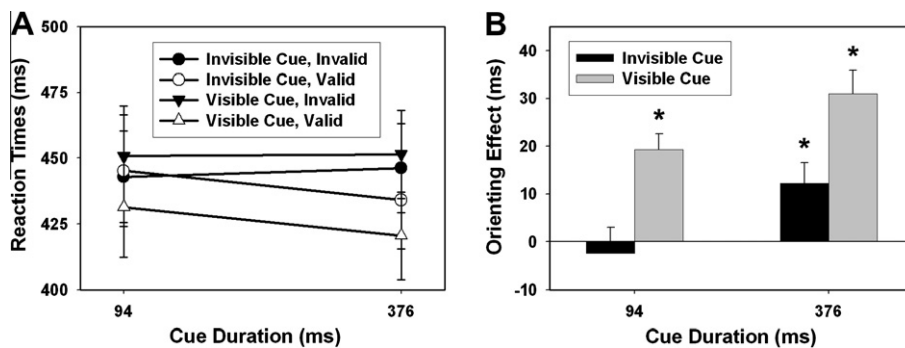 A
500
475
450
425
400
Reaction Times (ms)
Invisible Cue, Invalid
Invisible Cue, Valid
Visible Cue, Invalid
Visible Cue, Valid
94
376
Cue Duration (ms)
B
40
30
20
10
0
-10
Orienting Effect (ms)
Invisible Cue
Visible Cue
*
*
*
94
376
Cue Duration (ms)